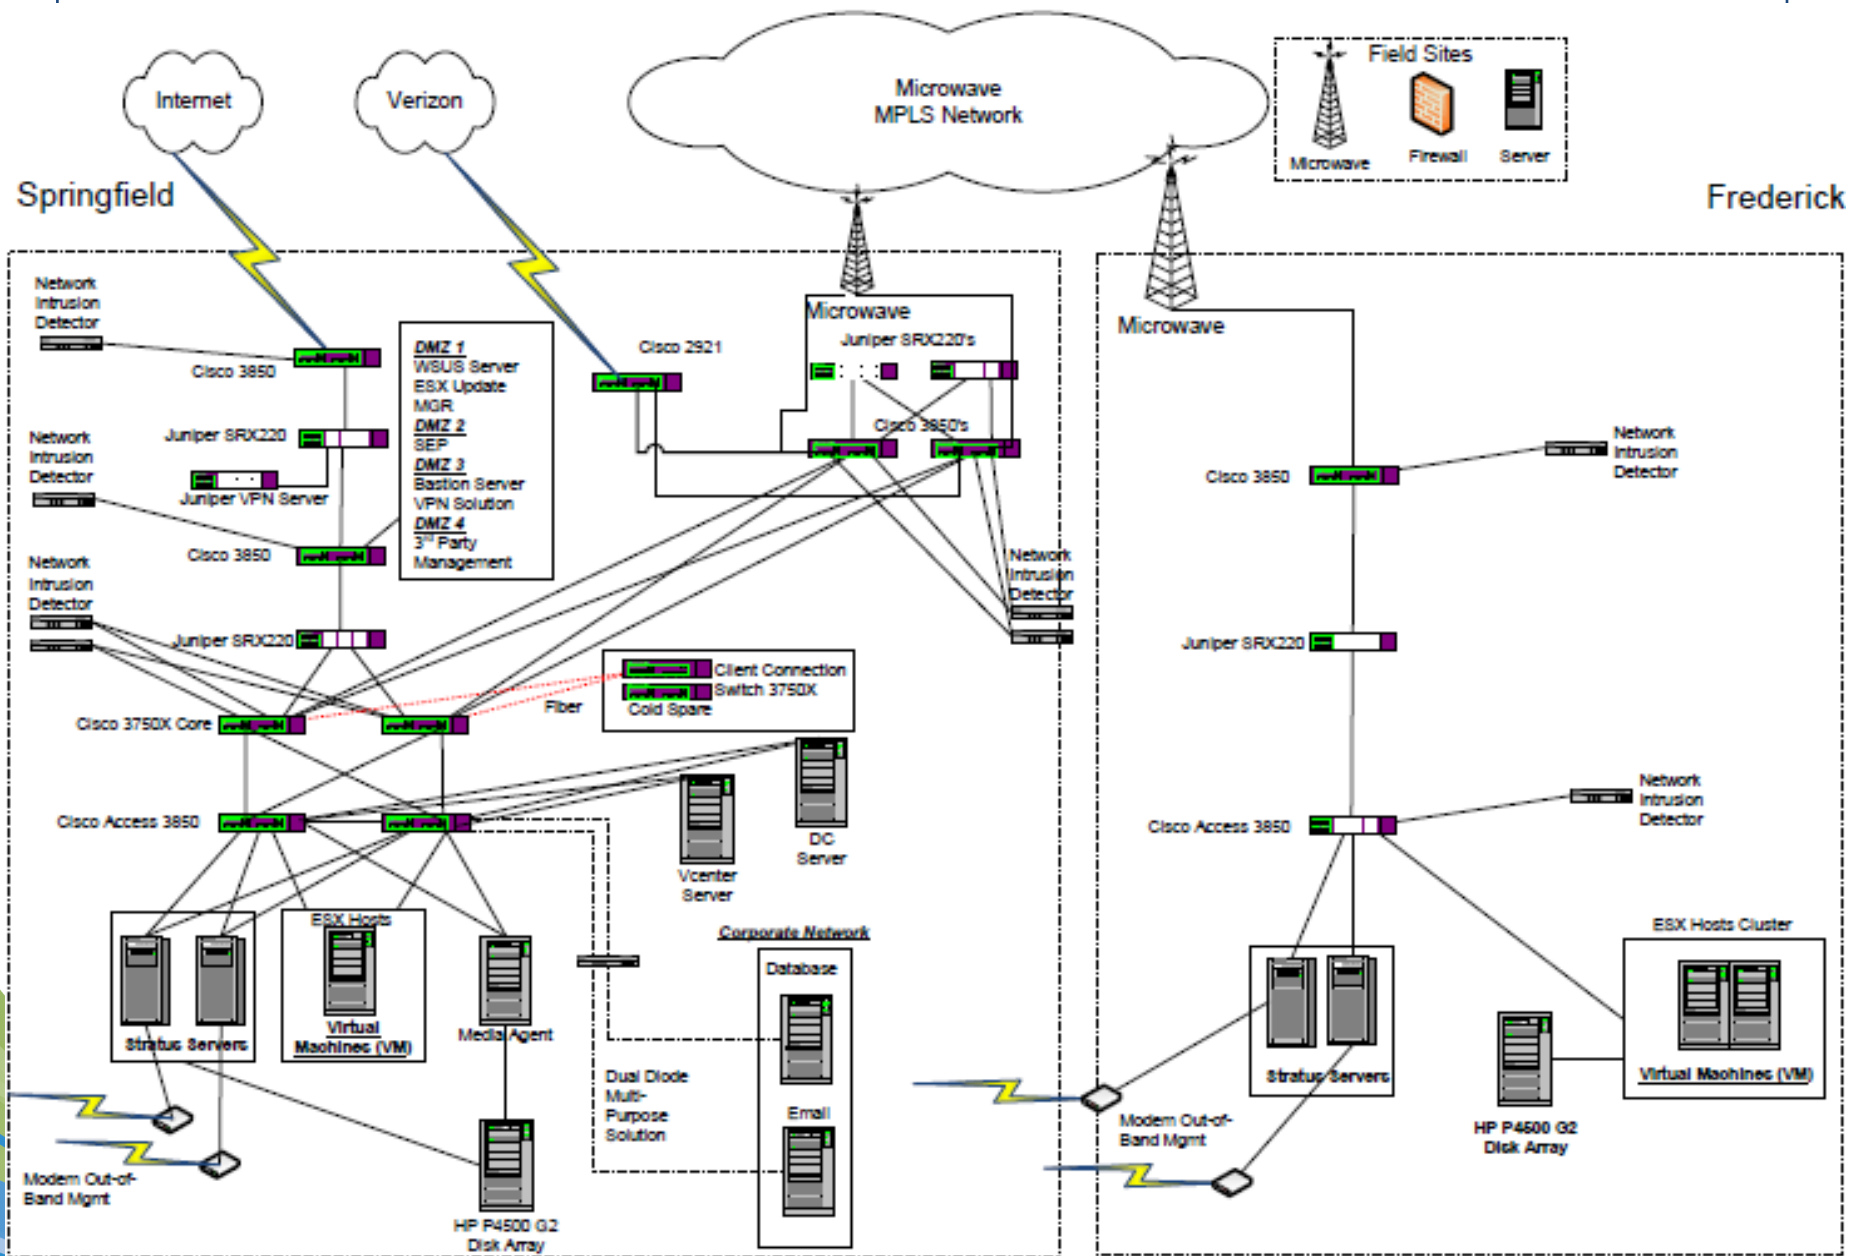 Internet
Verizon
Microwave
MPLS Network
Field Sites
Microwave
Firewall
Server
Springfield
Frederick
Network
Intrusion
Detector
Cisco 3850
Network
Intrusion
Detector
Juniper SRX220
Juniper VPN Server
Cisco 3850
Network
Intrusion
Detector
Juniper SRX220
DMZ 1
WSUS Server
ESX Update
MGR
DMZ 2
SEP
DMZ 3
Bastion Server
VPN Solution
DMZ 4
3rd Party
Management
Cisco 2921
Microwave
Juniper SRX220's
Cisco 3850's
Network
Intrusion
Detector
Client Connection
Switch 3750X
Cold Spare
Fiber
Cisco 3750X Core
Cisco Access 3850
DC
Server
Vcenter
Server
ESX Hosts
Virtual
Machines (VM)
Stratus Servers
Media Agent
Corporate Network
Database
Email
Dual Diode
Multi-
Purpose
Solution
Modem Out-of-
Band Mgmt
HP P4500 G2
Disk Array
Microwave
Cisco 3850
Network
Intrusion
Detector
Juniper SRX220
Network
Intrusion
Detector
Cisco Access 3850
ESX Hosts Cluster
Virtual Machines (VM)
Stratus Servers
Modem Out-of-
Band Mgmt
HP P4500 G2
Disk Array